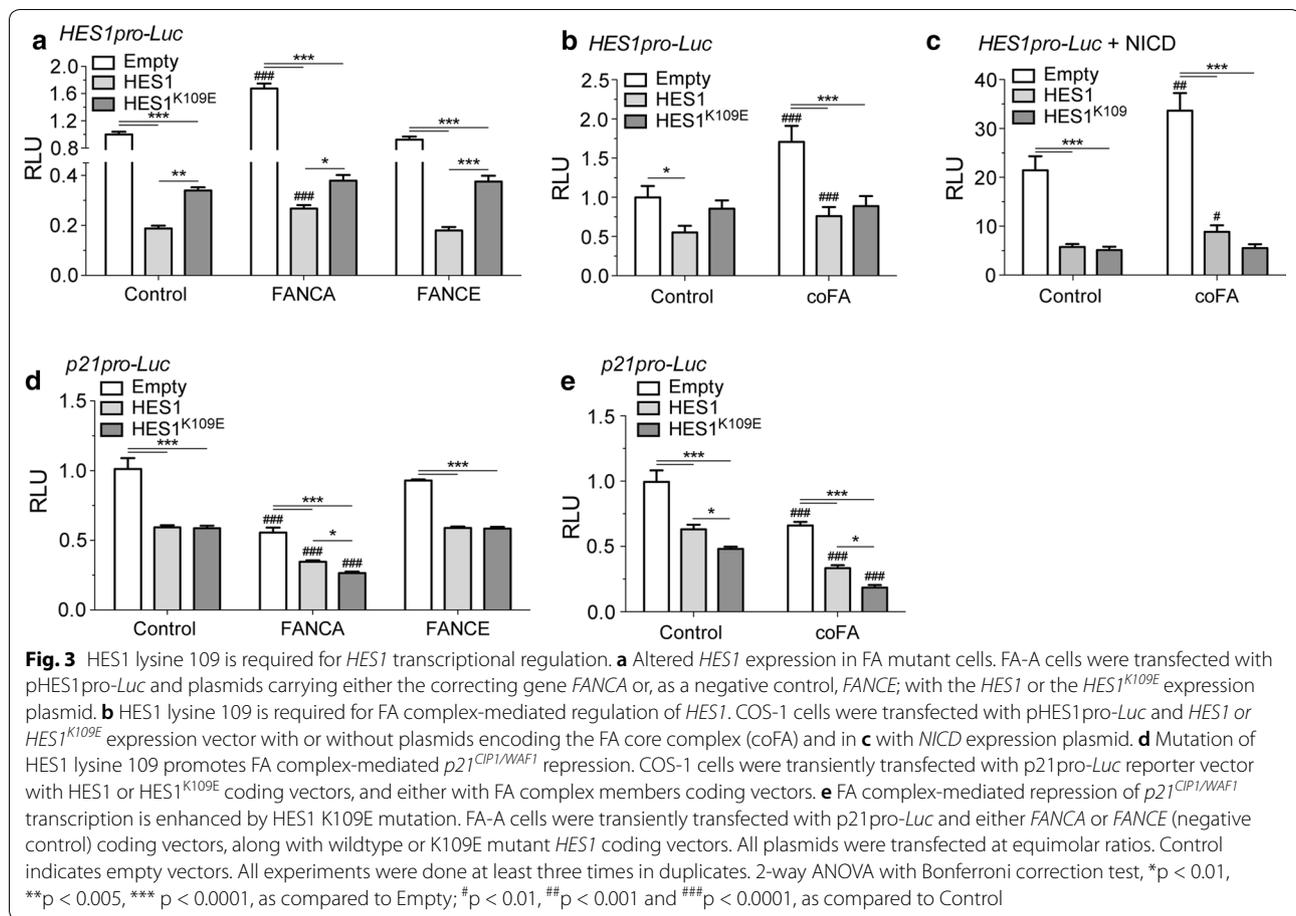 a HES1pro-Luc
Empty
HES1
HES1K109E
RLU
2.0
1.6
1.2
0.8
0.4
0.2
0.0
***
###
***
***
**
###
*
***
Control FANCA FANCE
b HES1pro-Luc
Empty
HES1
HES1K109E
RLU
2.5
2.0
1.5
1.0
0.5
0.0
*
###
***
###
Control coFA
c HES1pro-Luc + NICD
Empty
HES1
HES1K109
RLU
40
30
20
10
0
***
##
***
#
Control coFA
d p21pro-Luc
Empty
HES1
HES1K109E
RLU
1.5
1.0
0.5
0.0
***
###
***
###
*
###
***
Control FANCA FANCE
e p21pro-Luc
Empty
HES1
HES1K109E
RLU
1.5
1.0
0.5
0.0
***
*
###
***
###
*
###
Control coFA
Fig. 3 HES1 lysine 109 is required for HES1 transcriptional regulation. a Altered HES1 expression in FA mutant cells. FA-A cells were transfected with
pHES1pro-Luc and plasmids carrying either the correcting gene FANCA or, as a negative control, FANCE; with the HES1 or the HES1K109E expression
plasmid. b HES1 lysine 109 is required for FA complex-mediated regulation of HES1. COS-1 cells were transfected with pHES1pro-Luc and HES1 or
HES1K109E expression vector with or without plasmids encoding the FA core complex (coFA) and in c with NICD expression plasmid. d Mutation of
HES1 lysine 109 promotes FA complex-mediated p21CIP1/WAF1 repression. COS-1 cells were transiently transfected with p21pro-Luc reporter vector
with HES1 or HES1K109E coding vectors, and either with FA complex members coding vectors. e FA complex-mediated repression of p21CIP1/WAF1
transcription is enhanced by HES1 K109E mutation. FA-A cells were transiently transfected with p21pro-Luc and either FANCA or FANCE (negative
control) coding vectors, along with wildtype or K109E mutant HES1 coding vectors. All plasmids were transfected at equimolar ratios. Control
indicates empty vectors. All experiments were done at least three times in duplicates. 2-way ANOVA with Bonferroni correction test, *p < 0.01,
**p < 0.005, *** p < 0.0001, as compared to Empty; #p < 0.01, ##p < 0.001 and ###p < 0.0001, as compared to Control